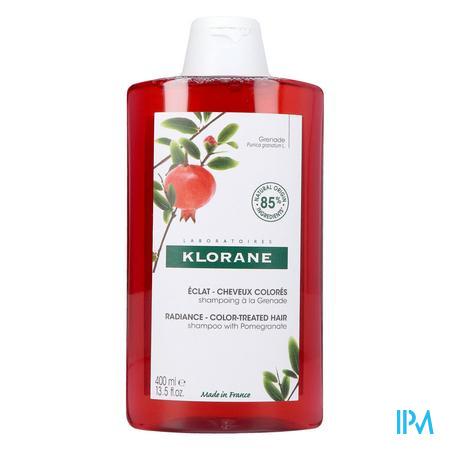 Grenade
Punica granatum L.
NATURAL ORIGIN
85%
INGREDIENTS*
LABORATOIRES
KLORANE
ÉCLAT - CHEVEUX COLORÉS
shampoing à la Grenade
RADIANCE - COLOR-TREATED HAIR
shampoo with Pomegranate
400 ml ℮
13.5 fl.oz.
Made in France
IPM